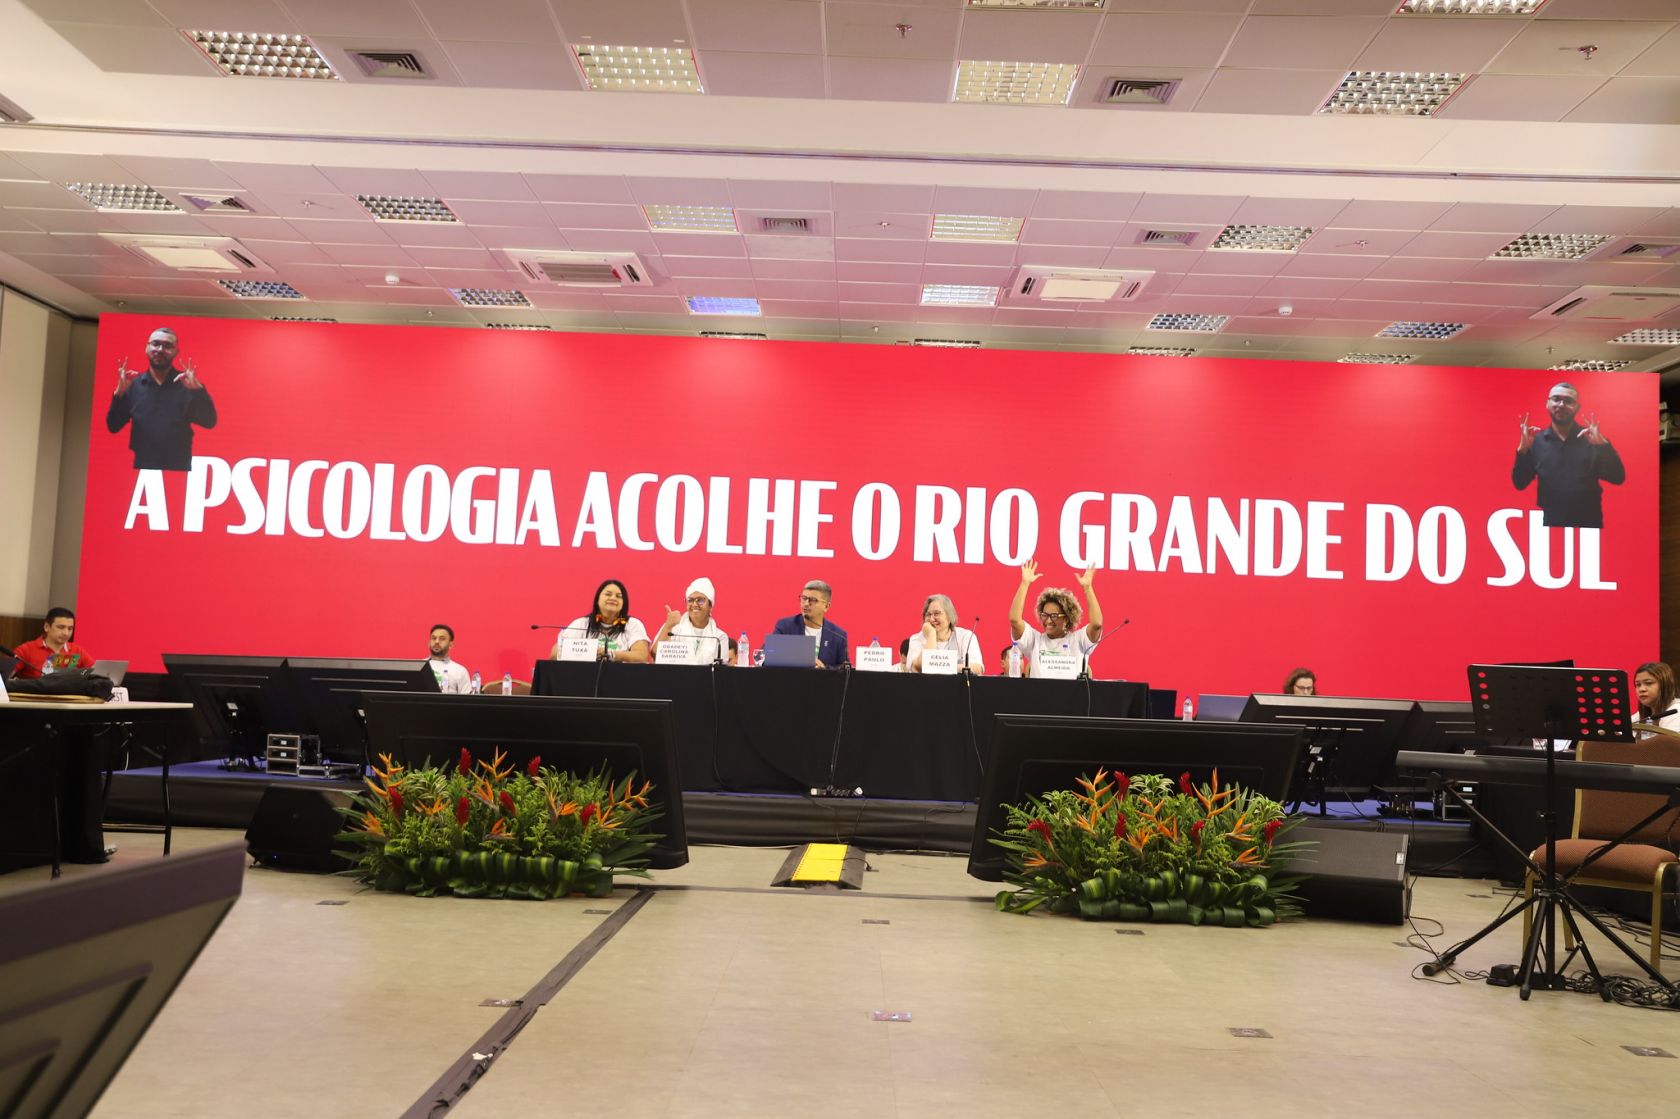 A PSICOLOGIA ACOLHE O RIO GRANDE DO SUL
NITA
TUXÁ
OBADEYI
CAROLINA
SARAIVA
PEDRO
PAULO
CÉLIA
MAZZA
ALESSANDRA
ALMEIDA